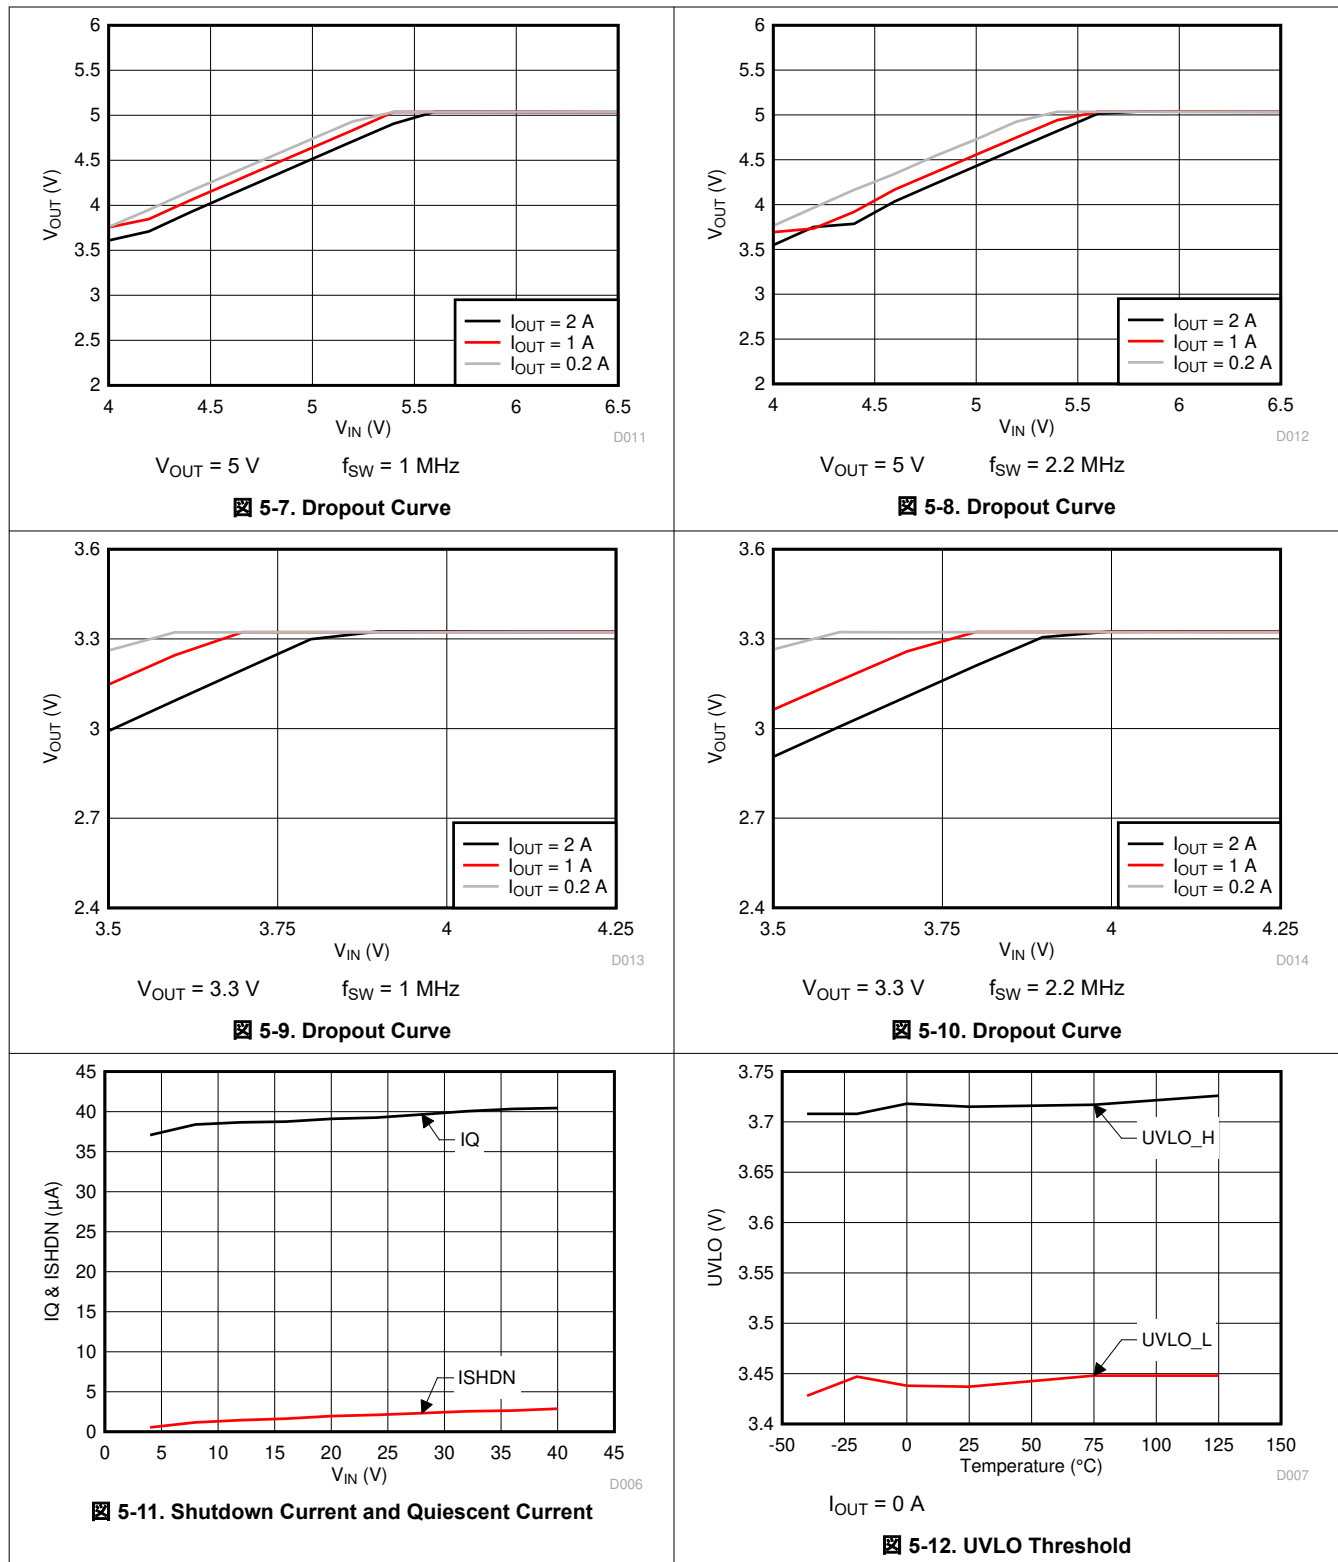 6
5.5
5
4.5
4
3.5
3
2.5
2
VOUT (V)
4 4.5 5 5.5 6 6.5
VIN (V)
IOUT = 2 A
IOUT = 1 A
IOUT = 0.2 A
D011
VOUT = 5 V fSW = 1 MHz
図 5-7. Dropout Curve
6
5.5
5
4.5
4
3.5
3
2.5
2
VOUT (V)
4 4.5 5 5.5 6 6.5
VIN (V)
IOUT = 2 A
IOUT = 1 A
IOUT = 0.2 A
D012
VOUT = 5 V fSW = 2.2 MHz
図 5-8. Dropout Curve
3.6
3.3
3
2.7
2.4
VOUT (V)
3.5 3.75 4 4.25
VIN (V)
IOUT = 2 A
IOUT = 1 A
IOUT = 0.2 A
D013
VOUT = 3.3 V fSW = 1 MHz
図 5-9. Dropout Curve
3.6
3.3
3
2.7
2.4
VOUT (V)
3.5 3.75 4 4.25
VIN (V)
IOUT = 2 A
IOUT = 1 A
IOUT = 0.2 A
D014
VOUT = 3.3 V fSW = 2.2 MHz
図 5-10. Dropout Curve
45
40
35
30
25
20
15
10
5
0
IQ & ISHDN (µA)
IQ
ISHDN
0 5 10 15 20 25 30 35 40 45
VIN (V)
D006
図 5-11. Shutdown Current and Quiescent Current
3.75
3.7
3.65
3.6
3.55
3.5
3.45
3.4
UVLO (V)
UVLO_H
UVLO_L
-50 -25 0 25 50 75 100 125 150
Temperature (°C)
D007
IOUT = 0 A
図 5-12. UVLO Threshold